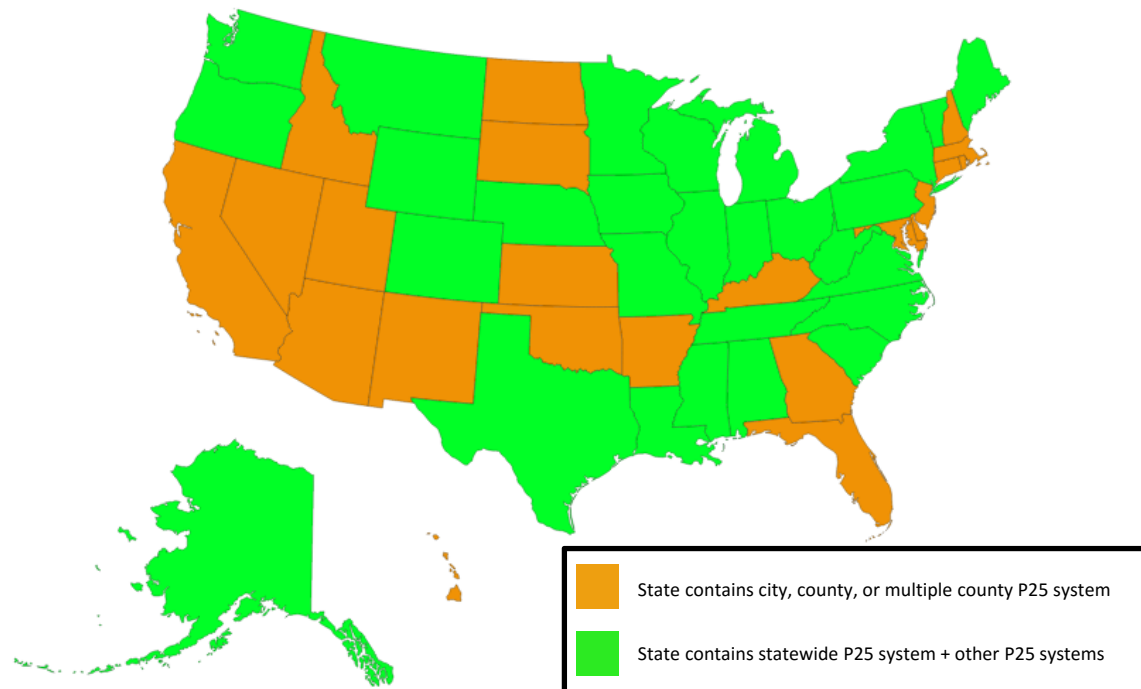 State contains city, county, or multiple county P25 system
State contains statewide P25 system + other P25 systems